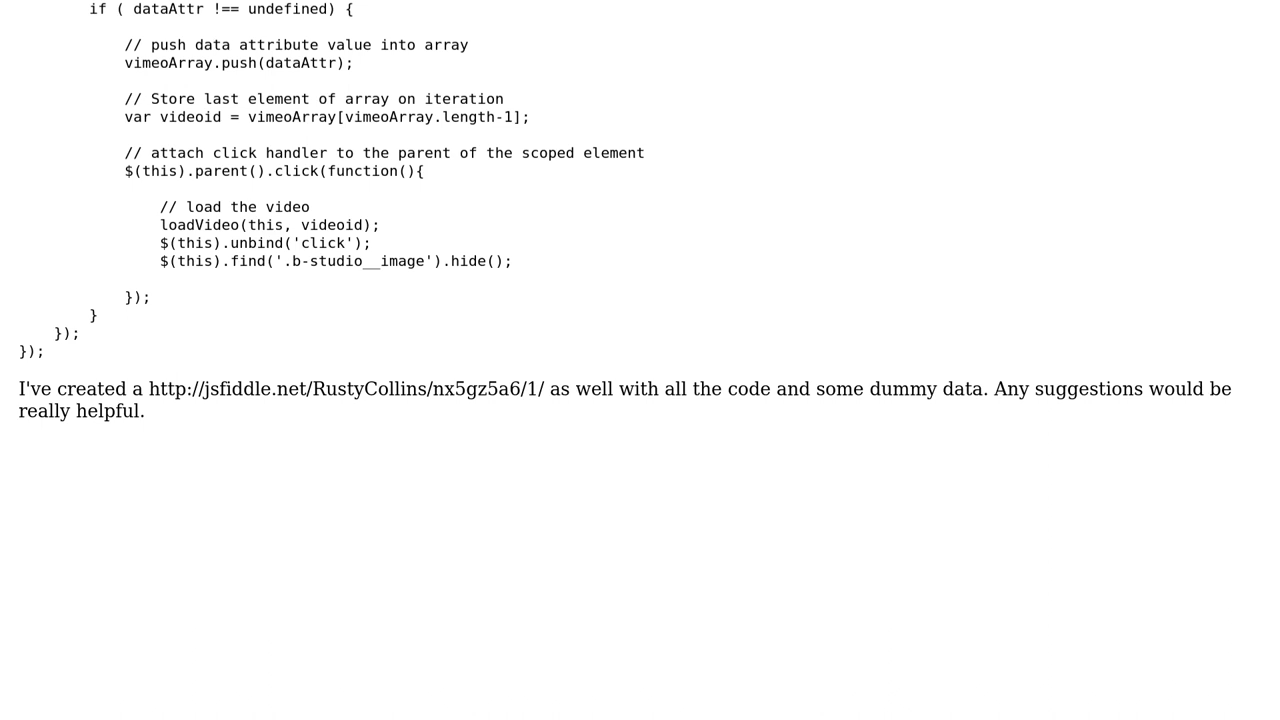 if ( dataAttr !== undefined) {
// push data attribute value into array
vimeoArray.push(dataAttr);
// Store last element of array on iteration
var videoid = vimeoArray[vimeoArray.length-1];
// attach click handler to the parent of the scoped element
$(this).parent().click(function(){
// load the video
loadVideo(this, videoid);
$(this).unbind('click');
$(this).find('.b-studio__image').hide();
});
}
});
});
I've created a http://jsfiddle.net/RustyCollins/nx5gz5a6/1/ as well with all the code and some dummy data. Any suggestions would be
really helpful.